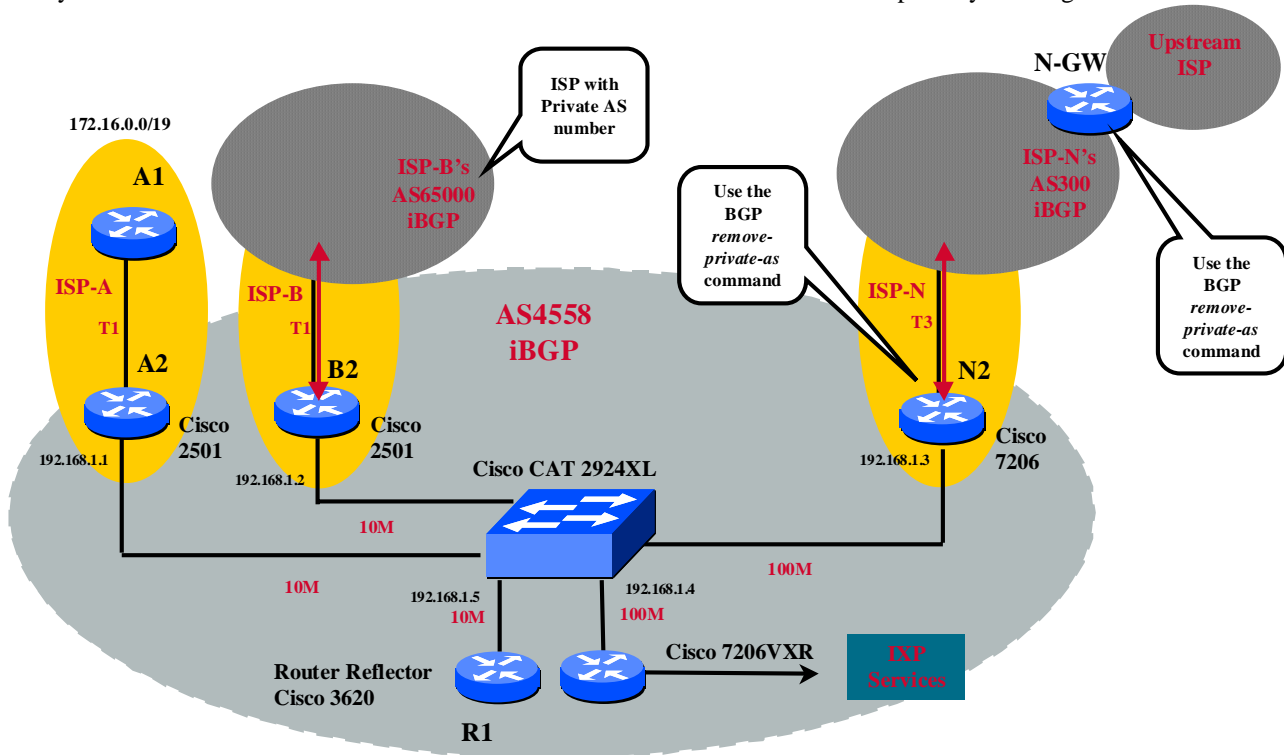 172.16.0.0/19
A1
ISP-A
T1
A2
Cisco
2501
192.168.1.1
ISP with
Private AS
number
ISP-B's
AS65000
iBGP
ISP-B
T1
B2
Cisco
2501
192.168.1.2
AS4558
iBGP
Upstream
ISP
N-GW
ISP-N's
AS300
iBGP
Use the
BGP
remove-
private-as
command
Use the
BGP
remove-
private-as
command
ISP-N
T3
N2
Cisco
7206
192.168.1.3
Cisco CAT 2924XL
10M
10M
100M
192.168.1.5
10M
192.168.1.4
100M
Router Reflector
Cisco 3620
R1
Cisco 7206VXR
IXP
Services